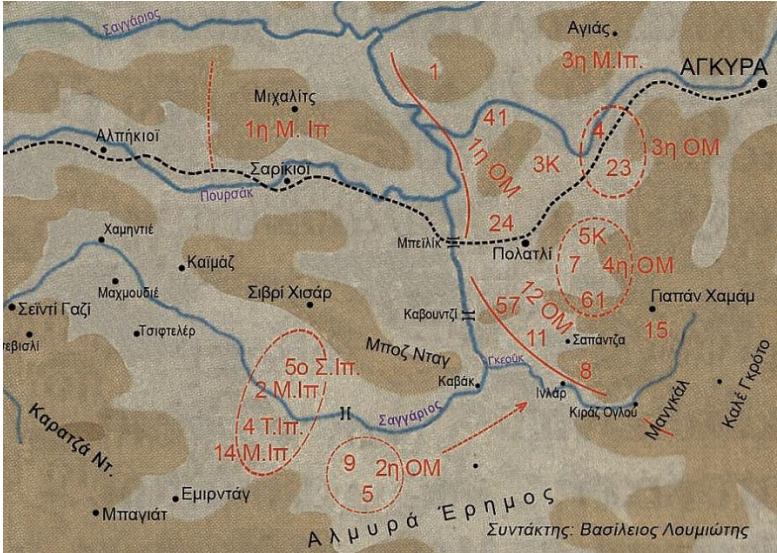 Σαγγάριος
Αγιάς
3η Μ.Ιπ.
ΑΓΚΥΡΑ
1
Μιχαλίτς
1η Μ. Ιπ
41
4
23
3η ΟΜ
1η ΟΜ
3Κ
Αλπήκιοϊ
Σαρίκιοϊ
Πουρσάκ
24
Μπεϊλίκ
Πολατλί
5Κ
7
4η ΟΜ
61
Χαμηντιέ
Καϊμάζ
Μαχμουδιέ
Σιβρί Χισάρ
Σεϊντί Γαζί
Τσιφτελέρ
Καβουντζί
57
12 ΟΜ
11
Σαπάντζα
Γιαπάν Χαμάμ
15
Μποζ Νταγ
Γκεούκ
8
5ο Σ.Ιπ.
2 Μ.Ιπ
4 Τ.Ιπ.
14 Μ.Ιπ
Καβάκ
Ινλάρ
Κιράζ Ογλού
Μανγκάλ
Καλέ Γκρότο
Σαγγάριος
Καρατζά Ντ.
9
2η ΟΜ
5
Εμιρντάγ
Μπαγιάτ
Αλμυρά Έρημος
Συντάκτης: Βασίλειος Λουμιώτης